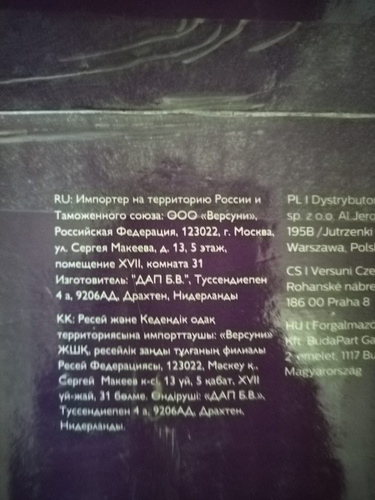 RU: Импортер на территорию России и
Таможенного союза: ООО «Версуни»,
Российская Федерация, 123022, г. Москва,
ул. Сергея Макеева, д. 13, 5 этаж,
помещение XVII, комната 31
Изготовитель: "ДАП Б.В.", Туссендиепен
4 а, 9206АД, Драхтен, Нидерланды
KK: Ресей және Кедендік одақ
территориясына импорттаушы: «Версуни»
ЖШҚ, ресейлік заңды тұлғаның филиалы
Ресей Федерациясы, 123022, Мәскеу қ.,
Сергей Макеев к-сі, 13 үй, 5 қабат, XVII
үй-жай, 31 бөлме. Өндіруші: «ДАП Б.В.»,
Туссендиепен 4 а, 9206АД, Драхтен,
Нидерланды.
PL I Dystrybutor
sp. z o.o. Al.Jero
195B /Jutrzenki
Warszawa, Pols
CS I Versuni Cze
Rohanské nábre
186 00 Praha 8
HU I Forgalmazó
Kft. BudaPart Ga
2. emelet, 1117 Bu
Magyarország